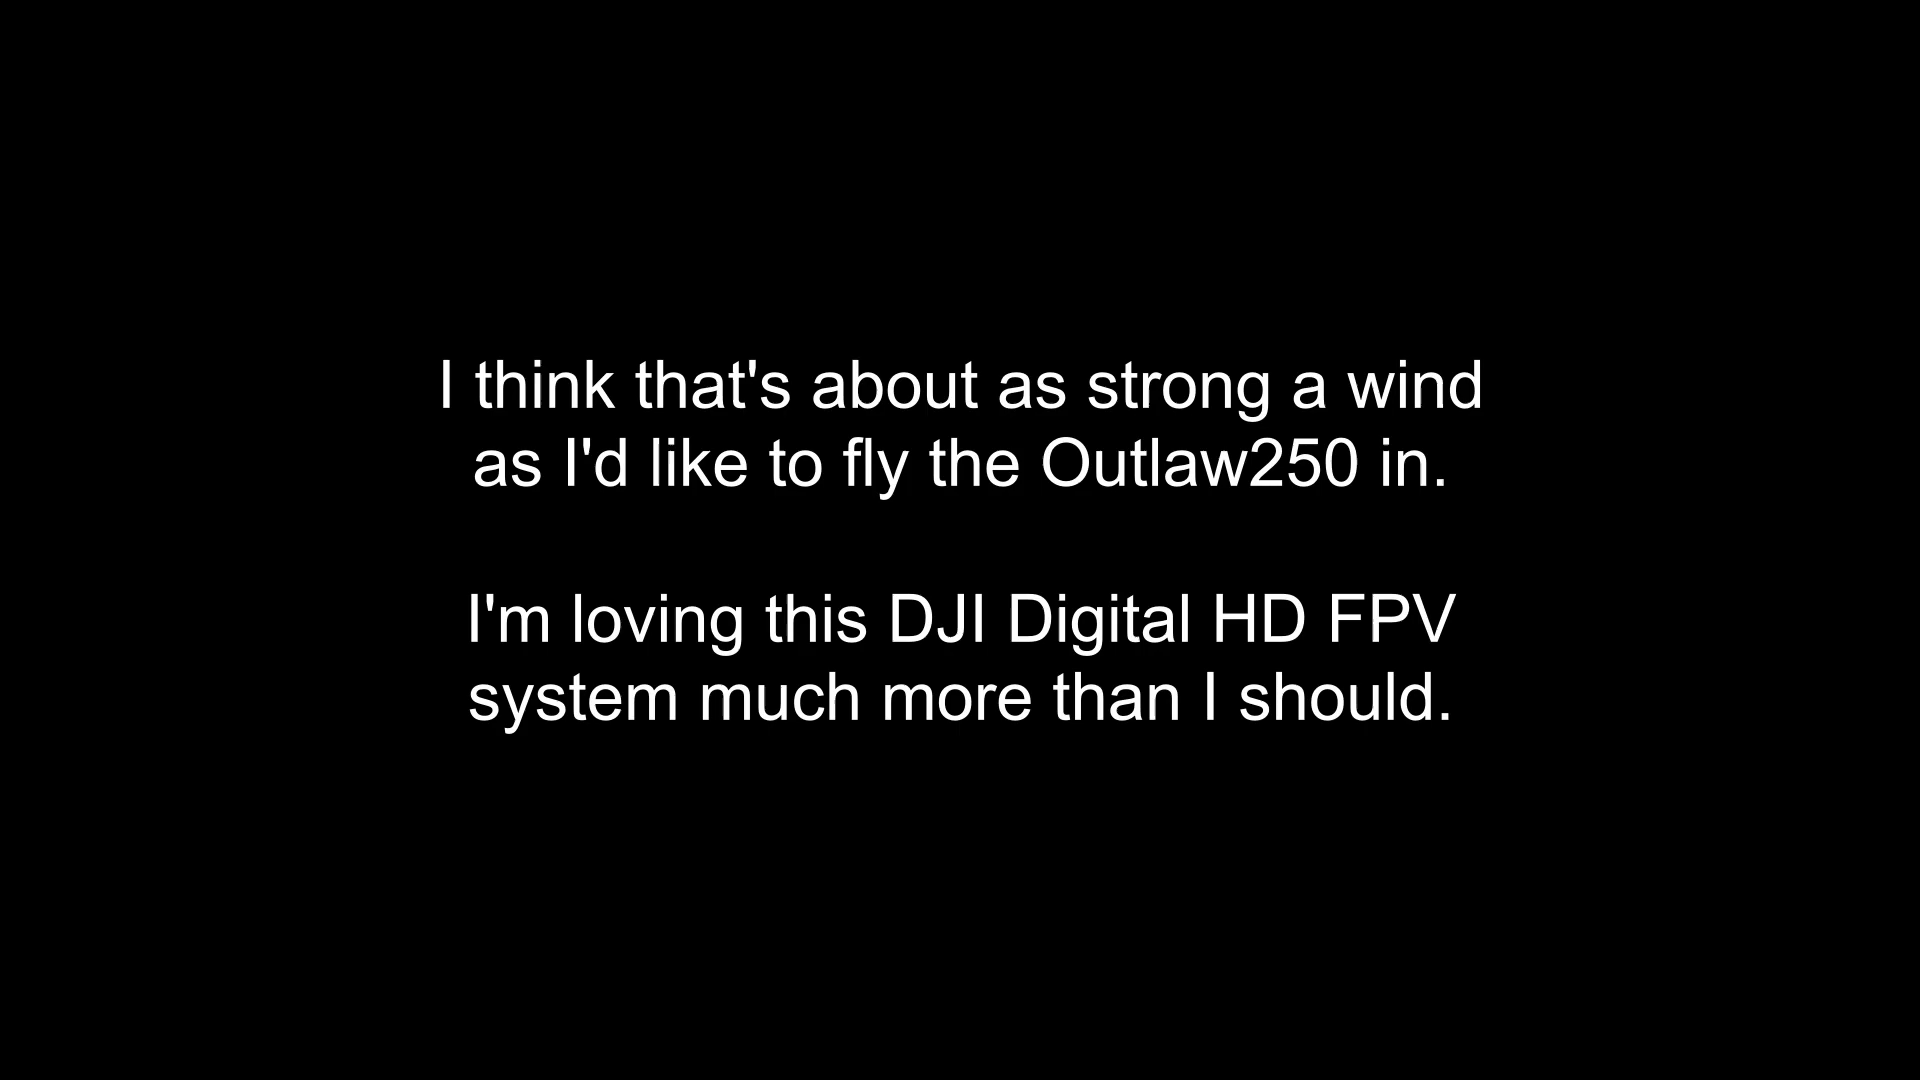 I think that's about as strong a wind
as I'd like to fly the Outlaw250 in.
I'm loving this DJI Digital HD FPV
system much more than I should.